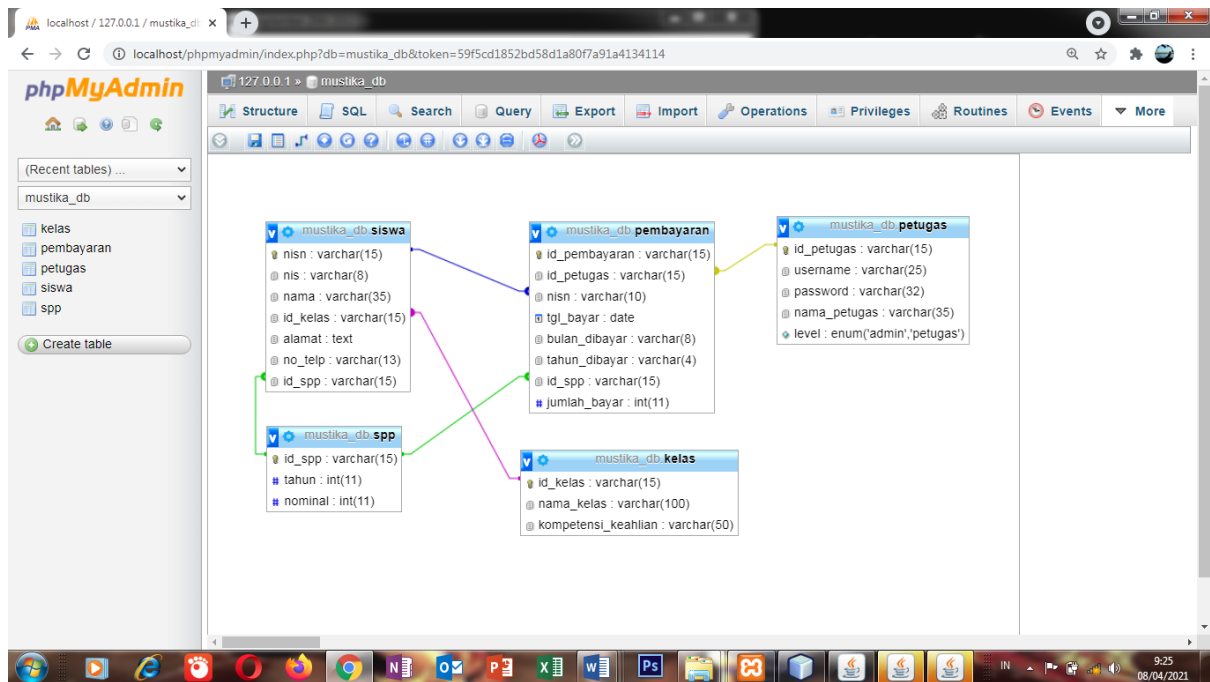 localhost / 127.0.0.1 / mustika_d
localhost/phpmyadmin/index.php?db=mustika_db&token=59f5cd1852bd58d1a80f7a91a4134114
phpMyAdmin
(Recent tables) ...
mustika_db
kelas
pembayaran
petugas
siswa
spp
Create table
127.0.0.1 » mustika_db
Structure SQL Search Query Export Import Operations Privileges Routines Events More
mustika_db siswa
nisn : varchar(15)
nis : varchar(8)
nama : varchar(35)
id_kelas : varchar(15)
alamat : text
no_telp : varchar(13)
id_spp : varchar(15)
mustika_db pembayaran
id_pembayaran : varchar(15)
id_petugas : varchar(15)
nisn : varchar(10)
tgl_bayar : date
bulan_dibayar : varchar(8)
tahun_dibayar : varchar(4)
id_spp : varchar(15)
jumlah_bayar : int(11)
mustika_db petugas
id_petugas : varchar(15)
username : varchar(25)
password : varchar(32)
nama_petugas : varchar(35)
level : enum('admin','petugas')
mustika_db spp
id_spp : varchar(15)
tahun : int(11)
nominal : int(11)
mustika_db kelas
id_kelas : varchar(15)
nama_kelas : varchar(100)
kompetensi_keahlian : varchar(50)
IN
9:25
08/04/2021